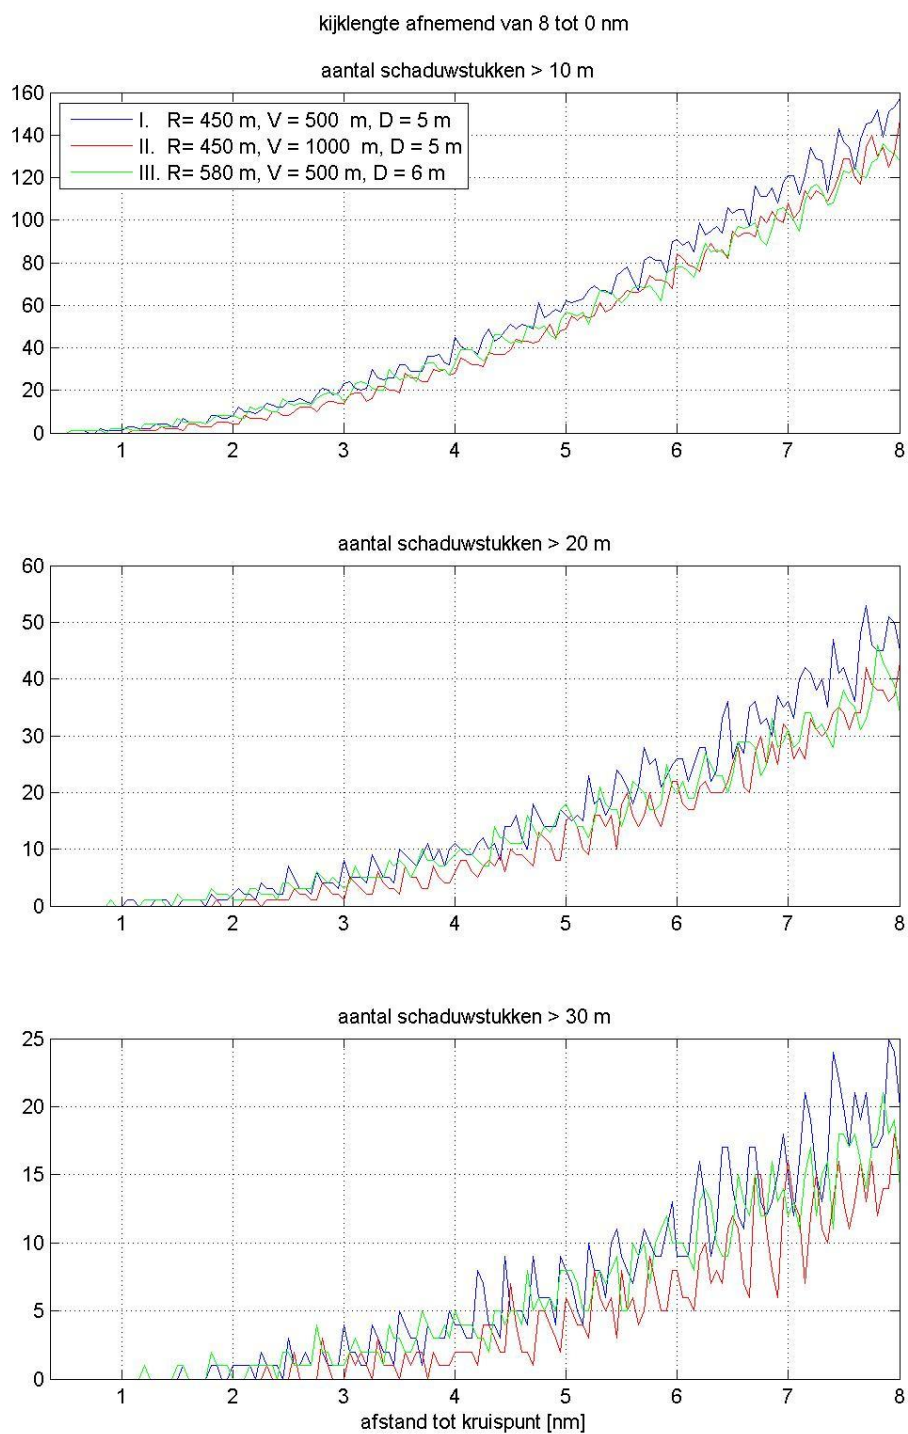 kijklengte afnemend van 8 tot 0 nm
aantal schaduwstukken > 10 m
160
140
120
100
80
60
40
20
0
I. R= 450 m, V = 500 m, D = 5 m
II. R= 450 m, V = 1000 m, D = 5 m
III. R= 580 m, V = 500 m, D = 6 m
1 2 3 4 5 6 7 8
aantal schaduwstukken > 20 m
60
50
40
30
20
10
0
1 2 3 4 5 6 7 8
aantal schaduwstukken > 30 m
25
20
15
10
5
0
1 2 3 4 5 6 7 8
afstand tot kruispunt [nm]